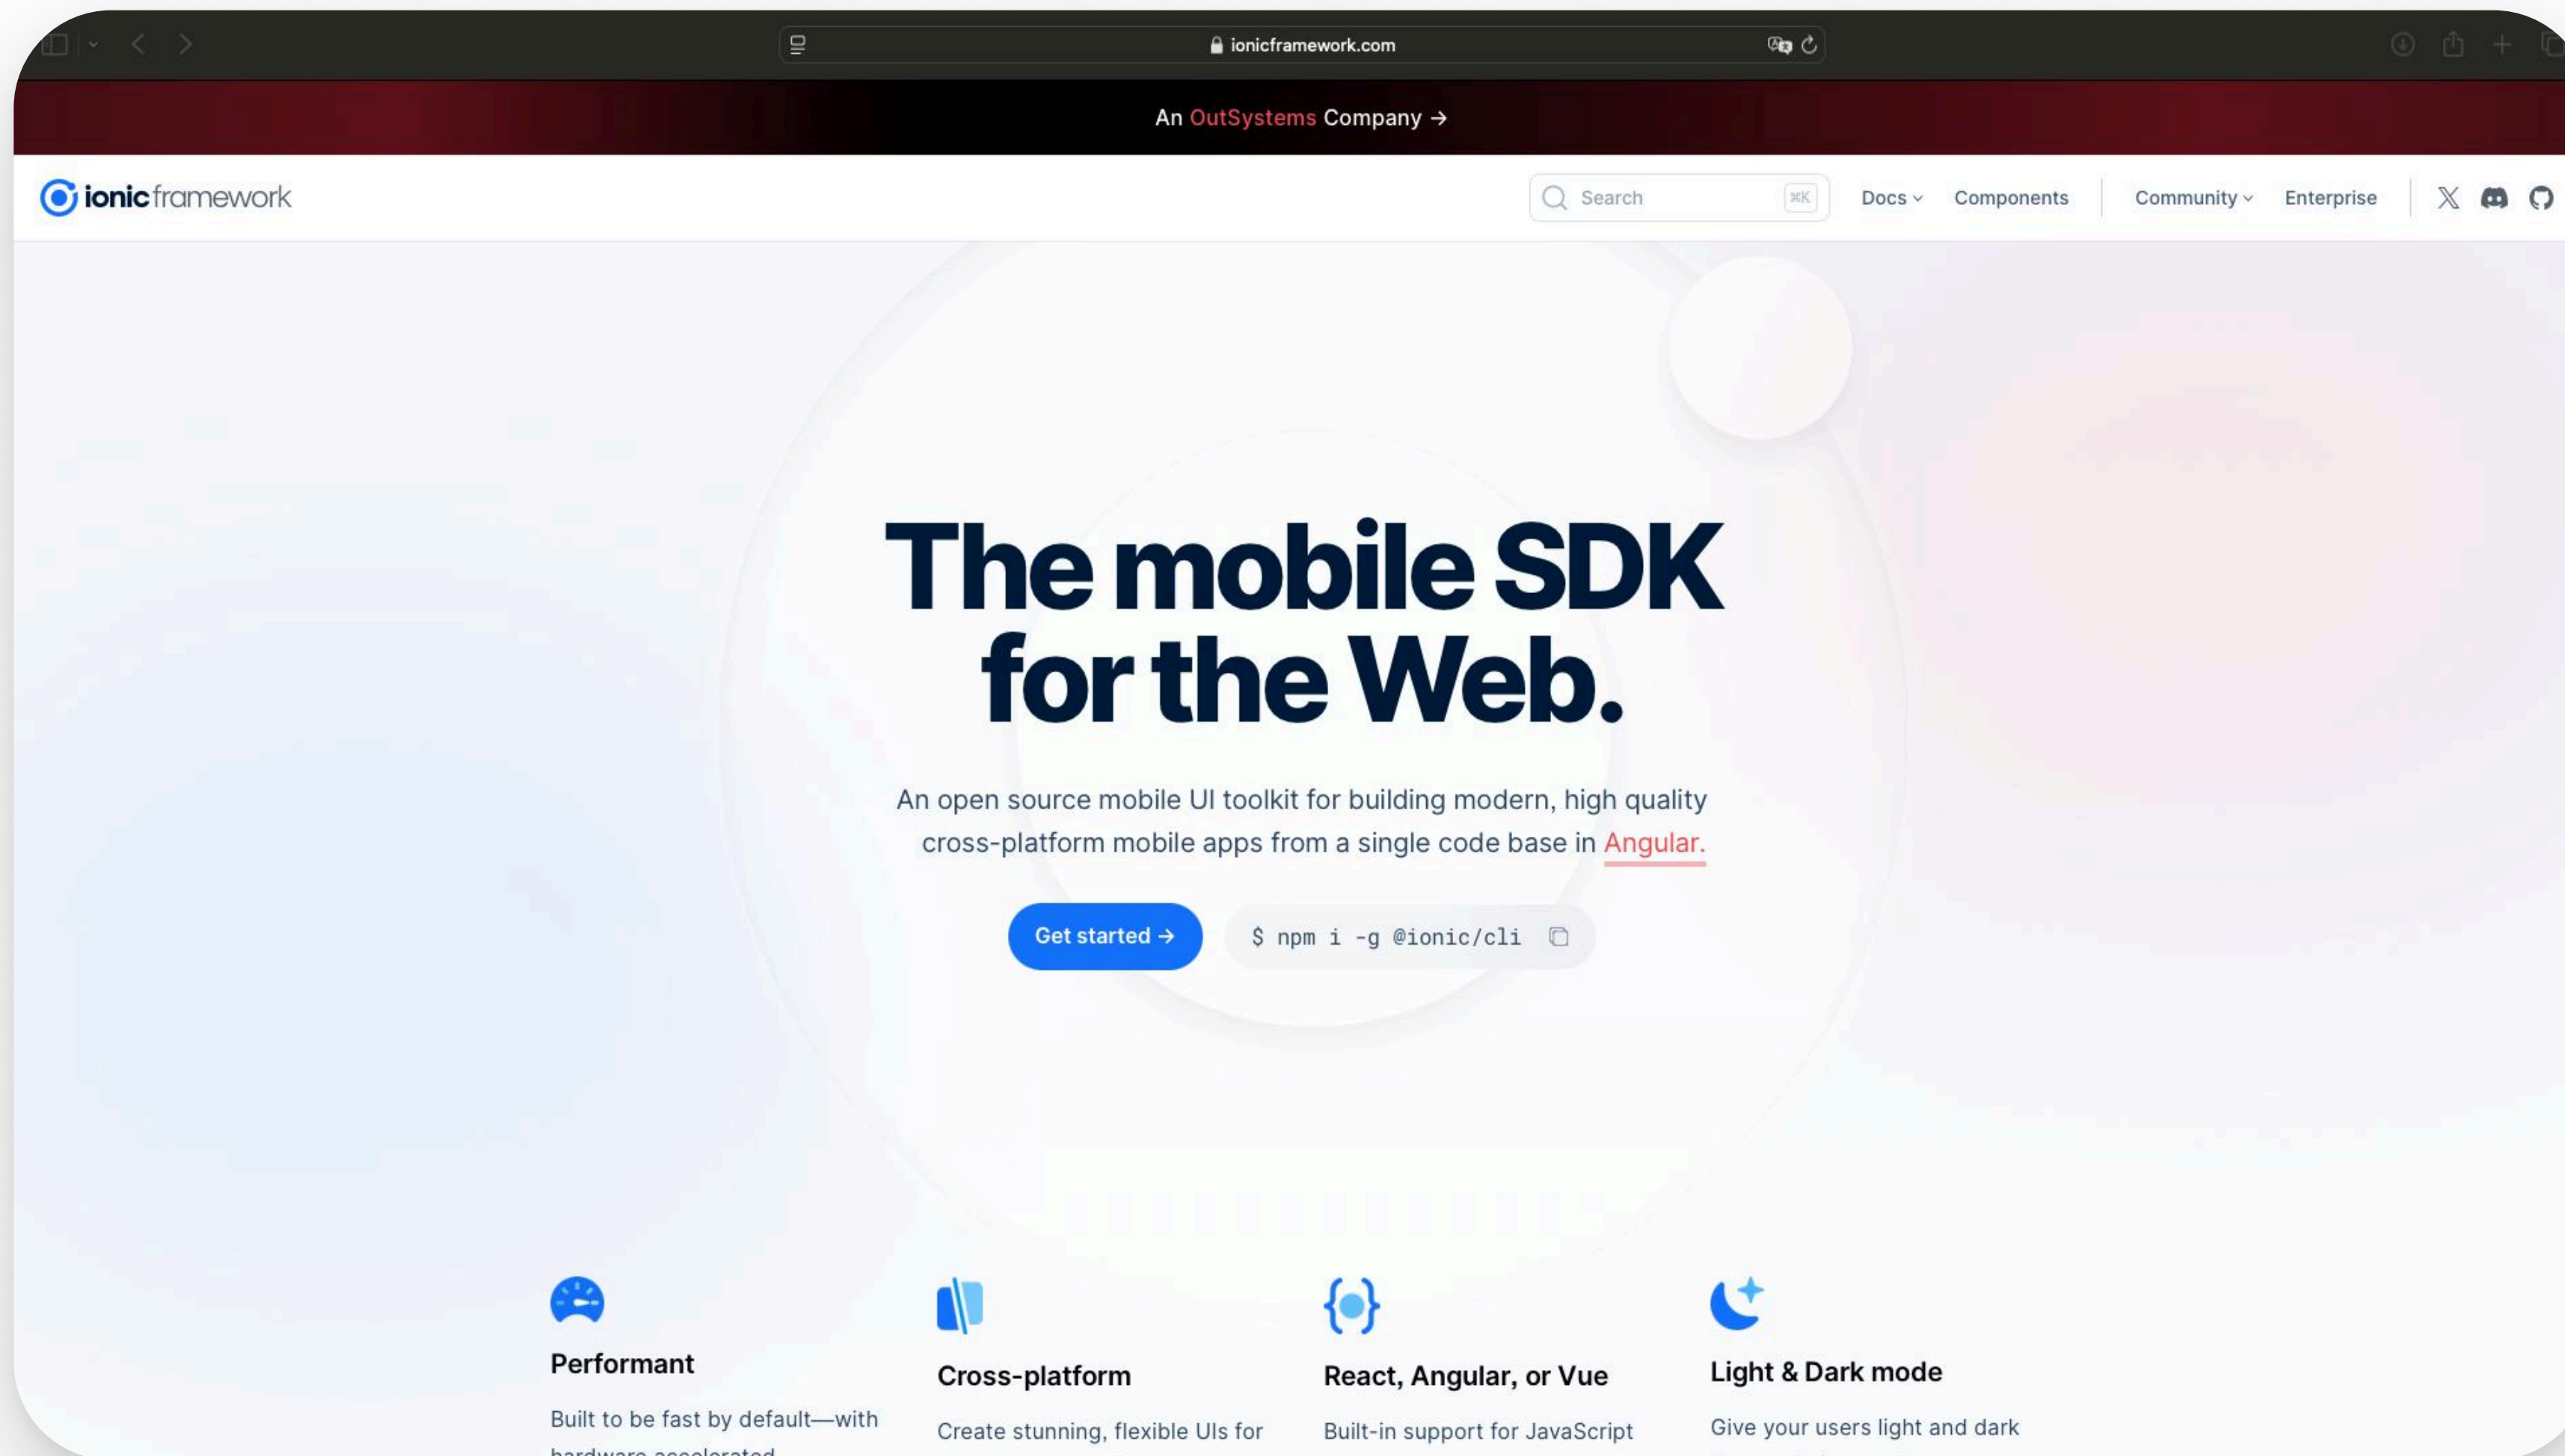 ionicframework.com
An OutSystems Company →
ionicframework
Search
⌘K
Docs
Components
Community
Enterprise
The mobile SDK
for the Web.
An open source mobile UI toolkit for building modern, high quality
cross-platform mobile apps from a single code base in Angular.
Get started →
$ npm i -g @ionic/cli
Performant
Built to be fast by default—with
hardware accelerated
Cross-platform
Create stunning, flexible UIs for
React, Angular, or Vue
Built-in support for JavaScript
Light & Dark mode
Give your users light and dark